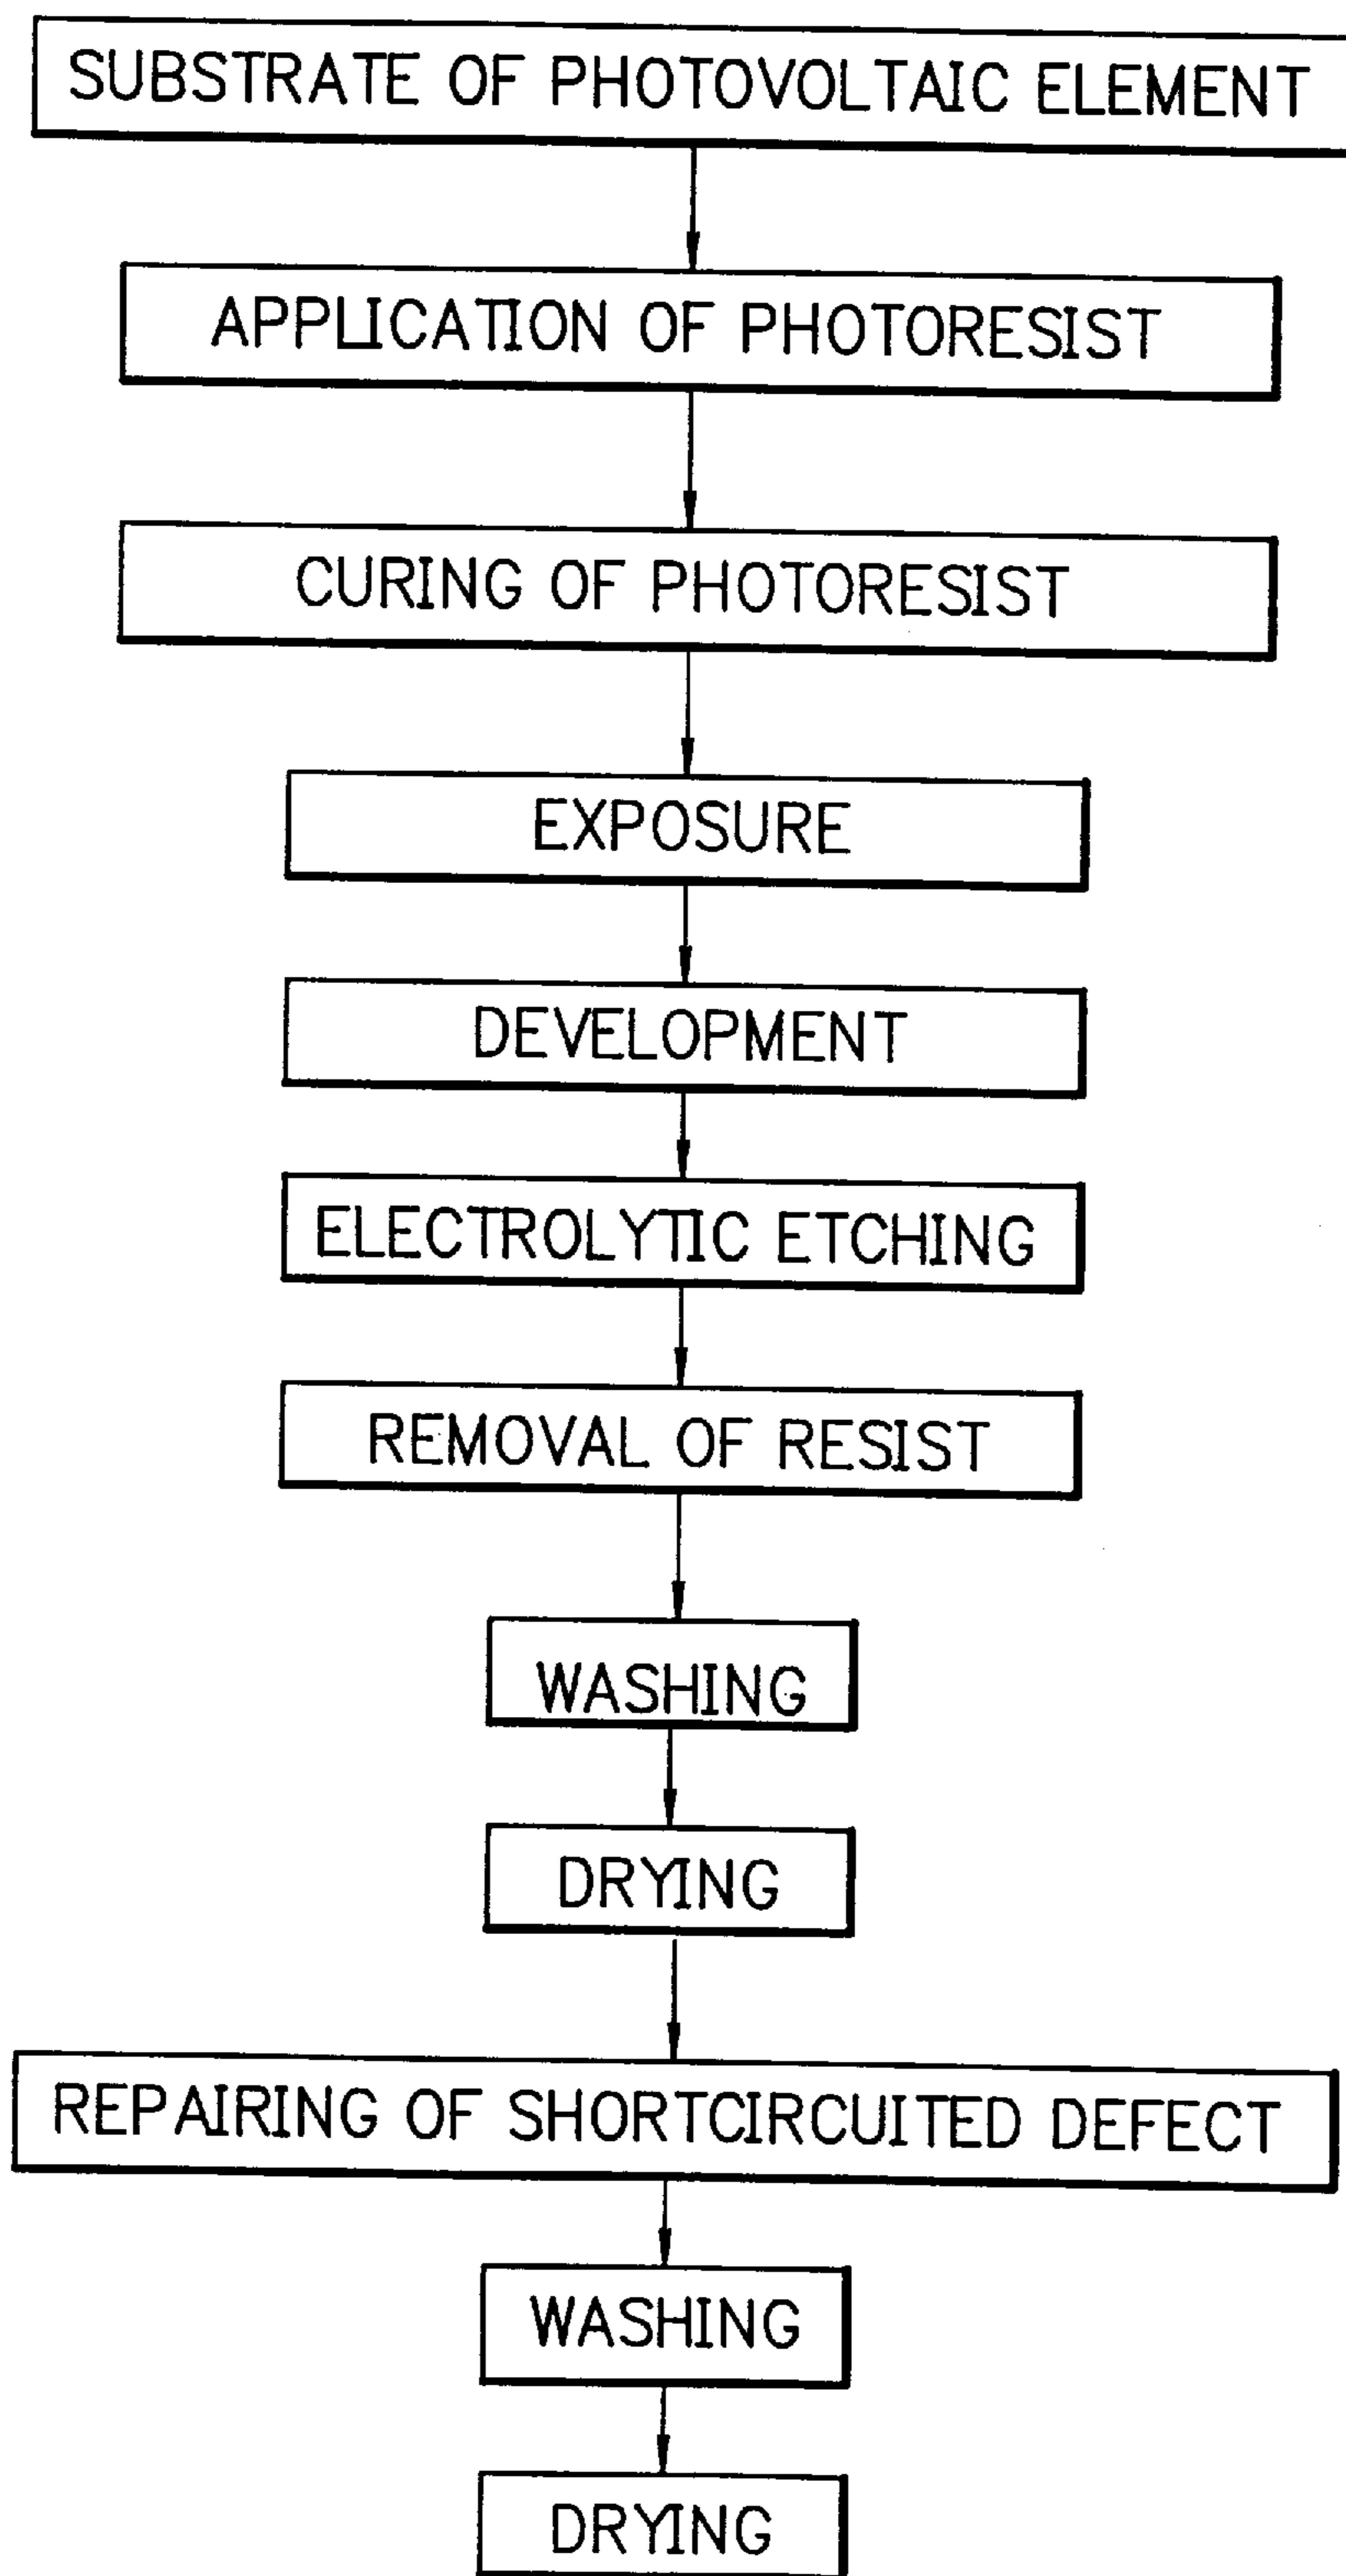 SUBSTRATE OF PHOTOVOLTAIC ELEMENT
APPLICATION OF PHOTORESIST
CURING OF PHOTORESIST
EXPOSURE
DEVELOPMENT
ELECTROLYTIC ETCHING
REMOVAL OF RESIST
WASHING
DRYING
REPAIRING OF SHORTCIRCUITED DEFECT
WASHING
DRYING